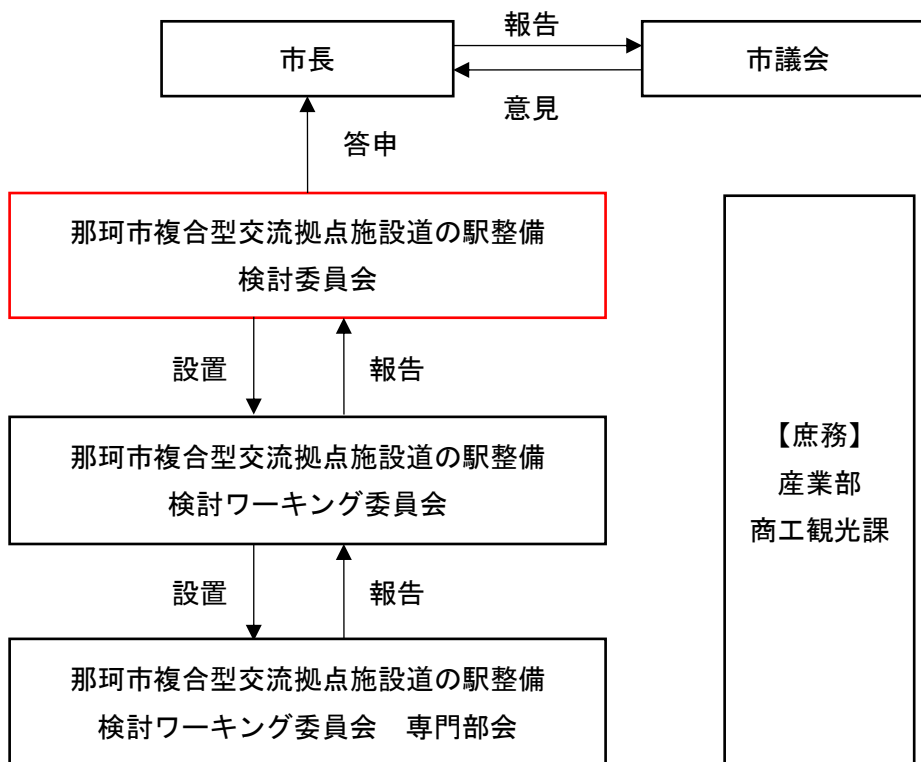 報告
市長
市議会
意見
答申
那珂市複合型交流拠点施設道の駅整備
検討委員会
設置
報告
那珂市複合型交流拠点施設道の駅整備
検討ワーキング委員会
設置
報告
那珂市複合型交流拠点施設道の駅整備
検討ワーキング委員会　専門部会
【庶務】
産業部
商工観光課